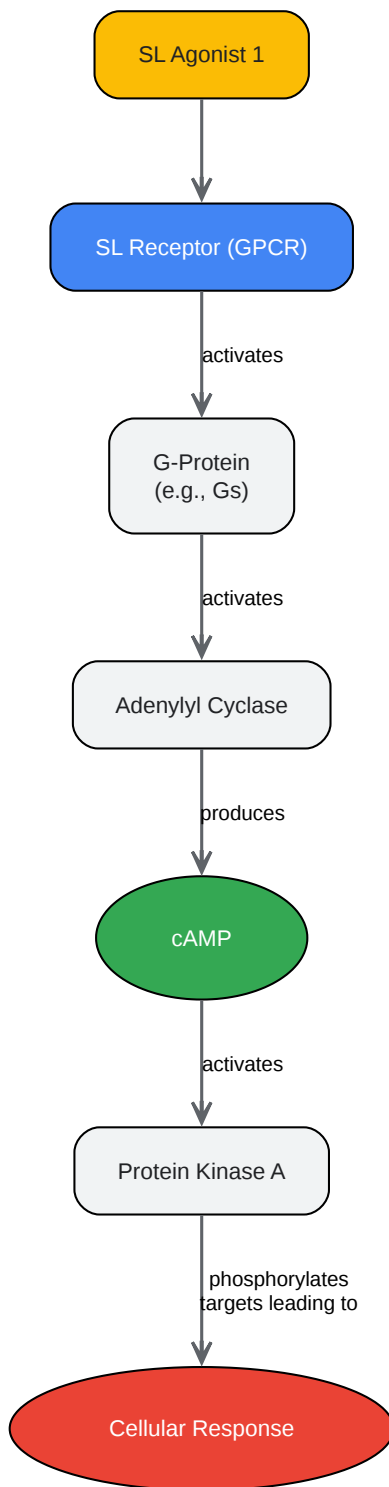 SL Agonist 1
SL Receptor (GPCR)
activates
G-Protein
(e.g., Gs)
activates
Adenylyl Cyclase
produces
cAMP
activates
Protein Kinase A
phosphorylates
targets leading to
Cellular Response